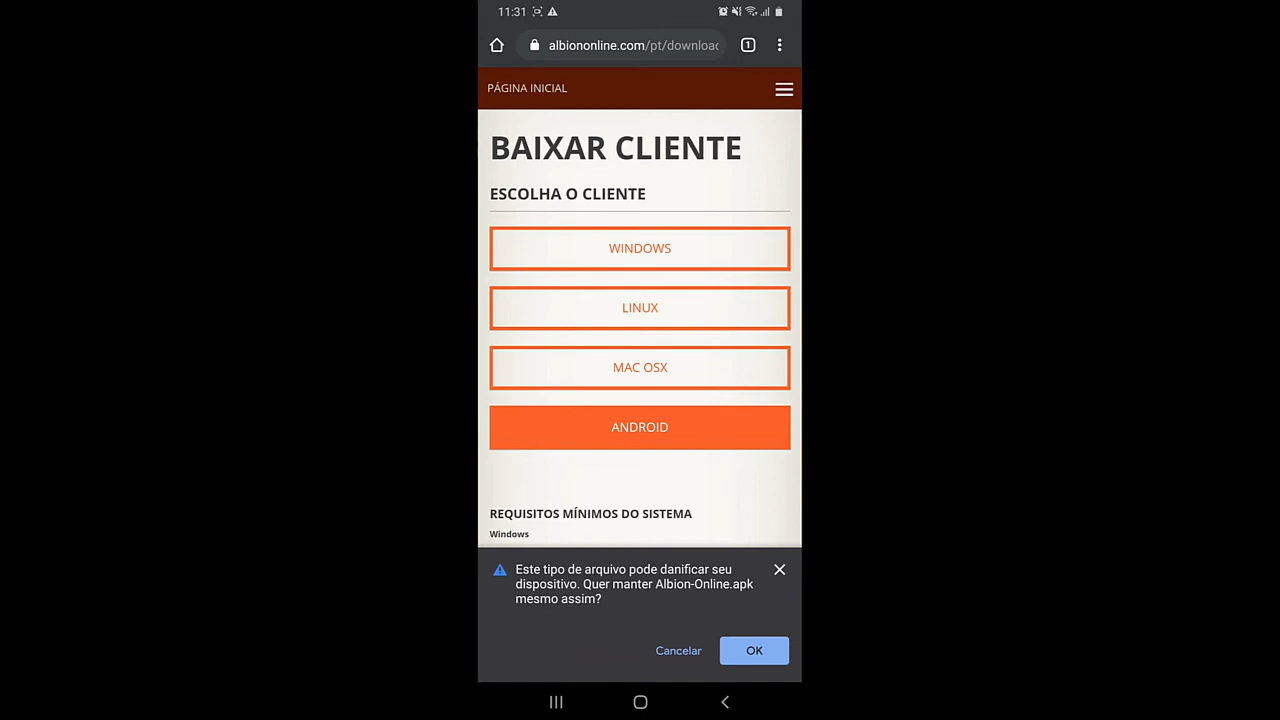 11:31
albiononline.com/pt/download
1
PÁGINA INICIAL
BAIXAR CLIENTE
ESCOLHA O CLIENTE
WINDOWS
LINUX
MAC OSX
ANDROID
REQUISITOS MÍNIMOS DO SISTEMA
Windows
Este tipo de arquivo pode danificar seu
dispositivo. Quer manter Albion-Online.apk
mesmo assim?
Cancelar
OK